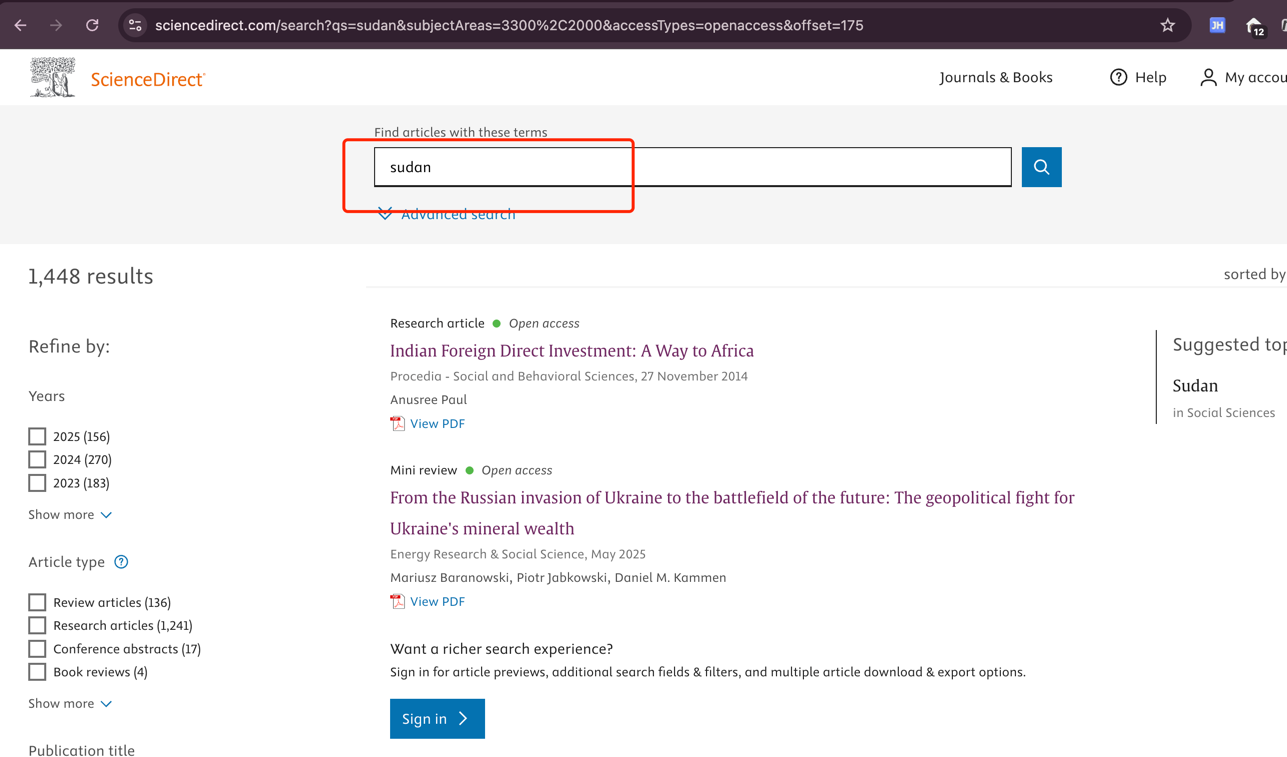 sciencedirect.com/search?qs=sudan&subjectAreas=3300%2C2000&accessTypes=openaccess&offset=175
JH
12
ScienceDirect
Journals & Books
Help
My accou
Find articles with these terms
sudan
Advanced search
1,448 results
sorted by
Refine by:
Years
2025 (156)
2024 (270)
2023 (183)
Show more
Article type
Review articles (136)
Research articles (1,241)
Conference abstracts (17)
Book reviews (4)
Show more
Publication title
Research article
Open access
Indian Foreign Direct Investment: A Way to Africa
Procedia - Social and Behavioral Sciences, 27 November 2014
Anusree Paul
View PDF
Mini review
Open access
From the Russian invasion of Ukraine to the battlefield of the future: The geopolitical fight for
Ukraine's mineral wealth
Energy Research & Social Science, May 2025
Mariusz Baranowski, Piotr Jabkowski, Daniel M. Kammen
View PDF
Want a richer search experience?
Sign in for article previews, additional search fields & filters, and multiple article download & export options.
Sign in
Suggested top
Sudan
in Social Sciences